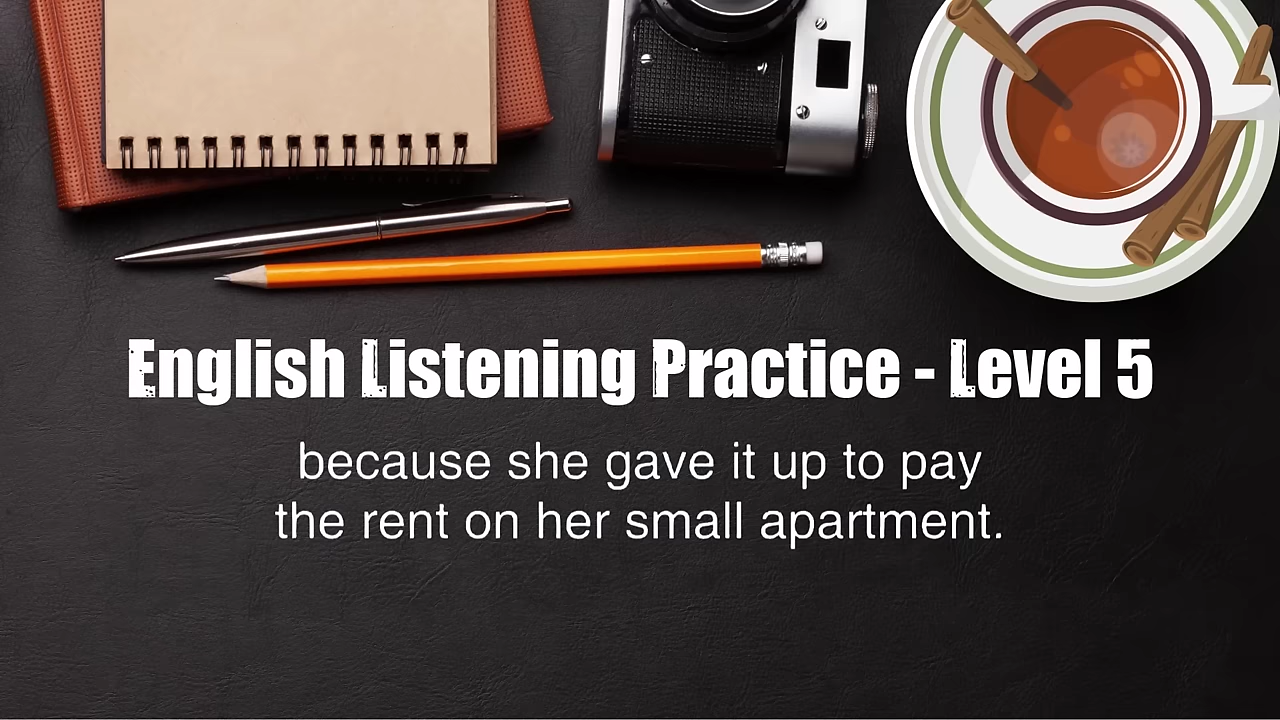 English Listening Practice - Level 5
because she gave it up to pay
the rent on her small apartment.